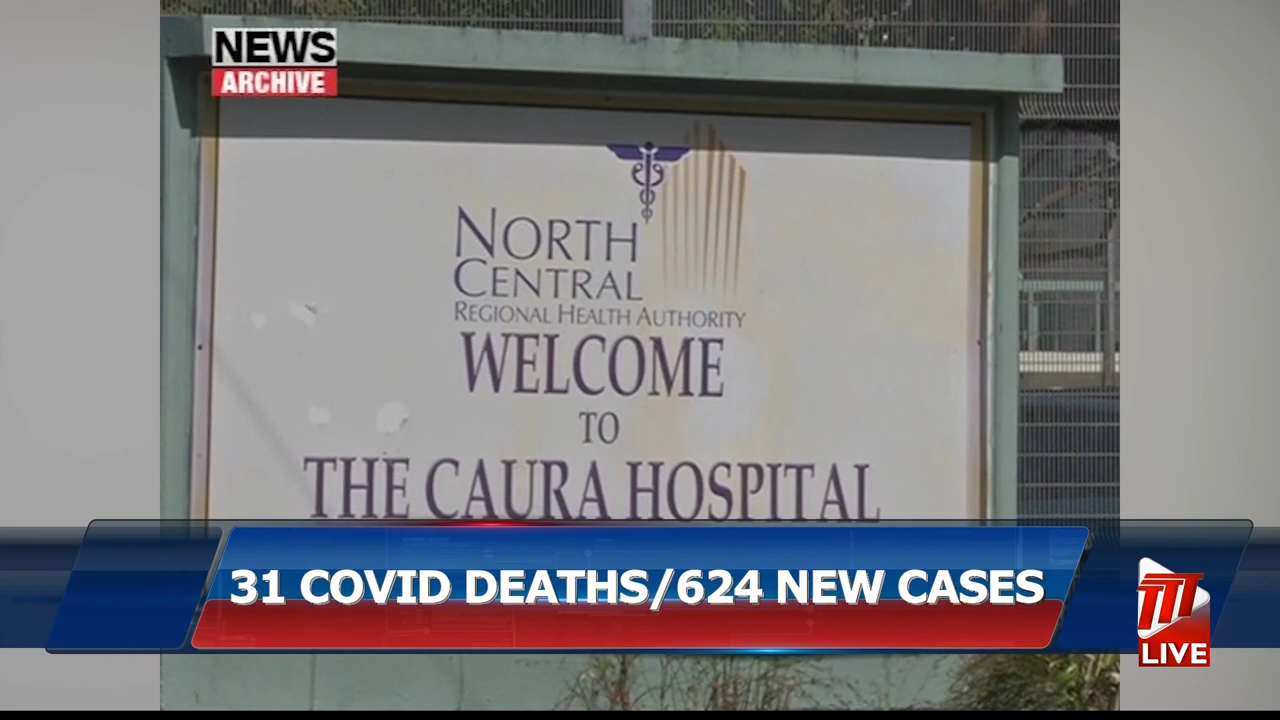 NEWS
ARCHIVE
NORTH
CENTRAL
REGIONAL HEALTH AUTHORITY
WELCOME
TO
THE CAURA HOSPITAL
31 COVID DEATHS/624 NEW CASES
TTT
LIVE